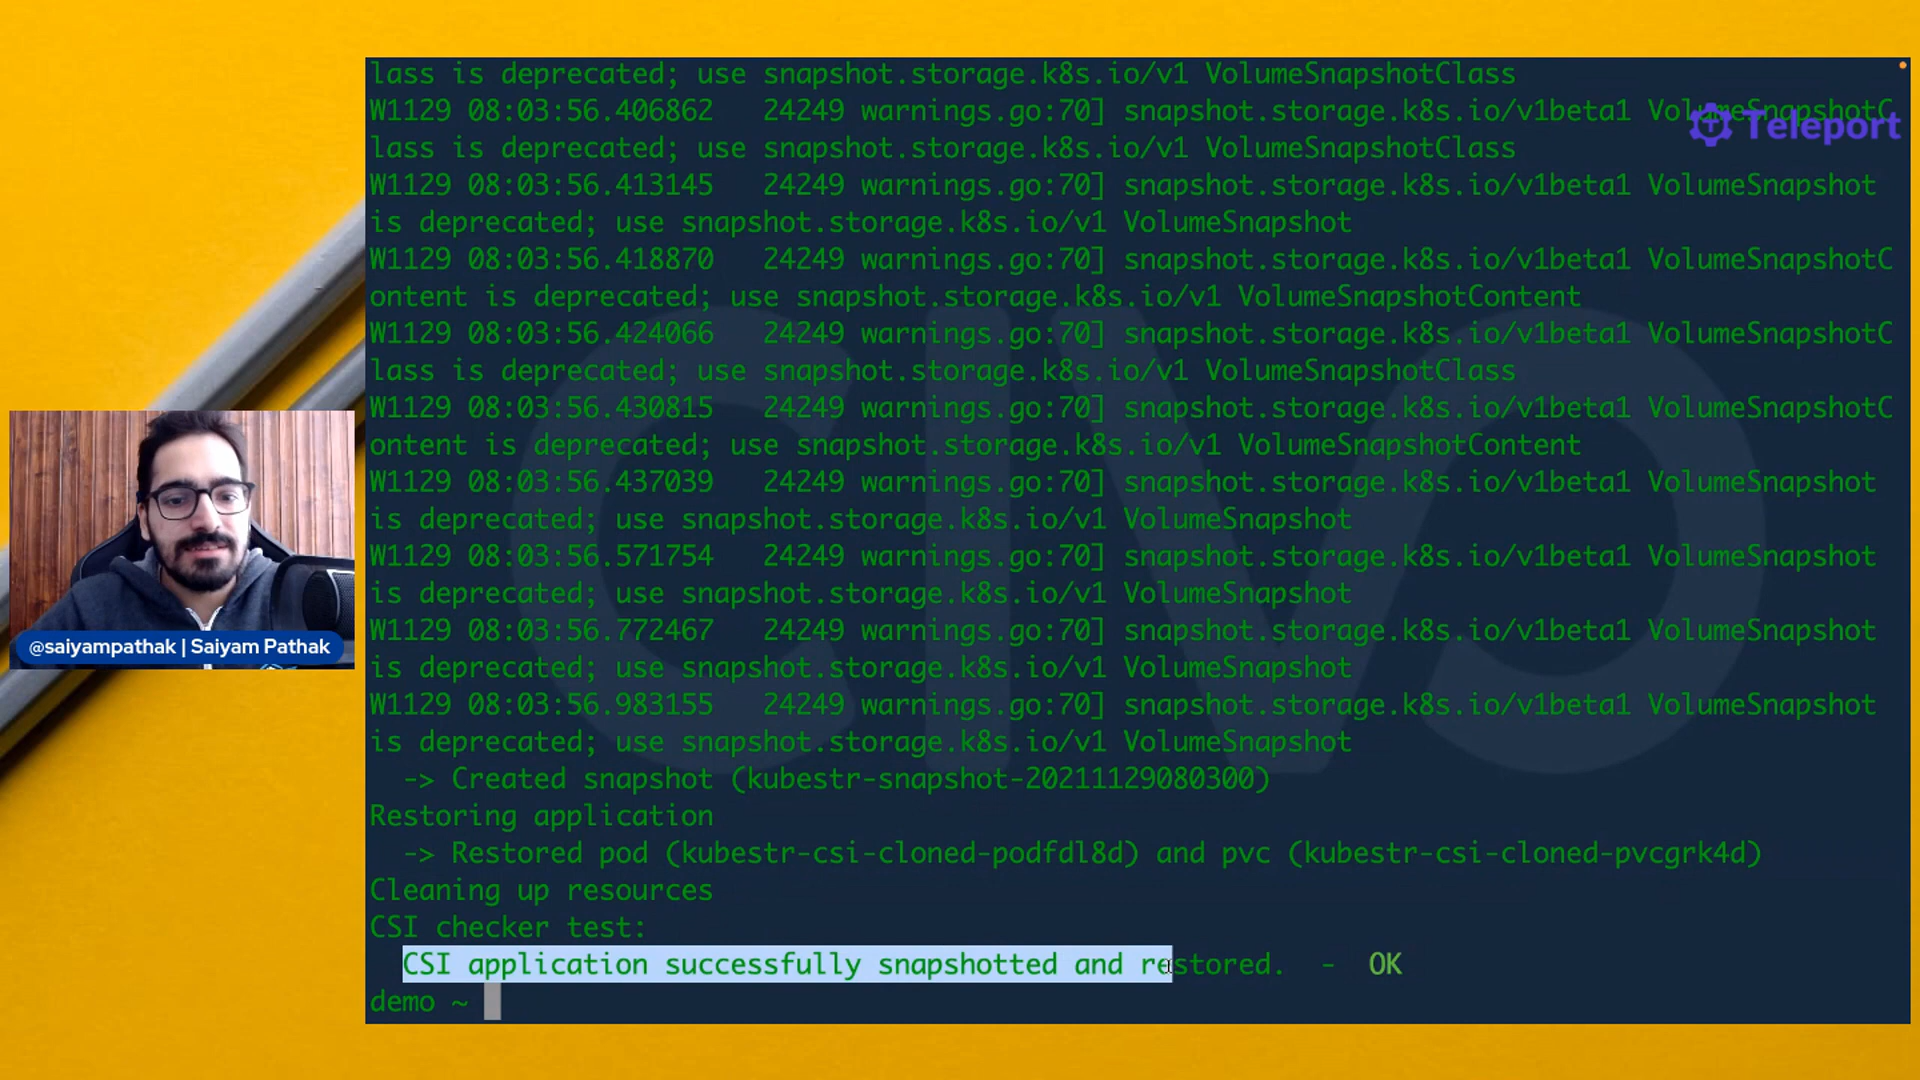 lass is deprecated; use snapshot.storage.k8s.io/v1 VolumeSnapshotClass
W1129 08:03:56.406862   24249 warnings.go:70] snapshot.storage.k8s.io/v1beta1 VolumeSnapshotC
Teleport
lass is deprecated; use snapshot.storage.k8s.io/v1 VolumeSnapshotClass
W1129 08:03:56.413145   24249 warnings.go:70] snapshot.storage.k8s.io/v1beta1 VolumeSnapshot
is deprecated; use snapshot.storage.k8s.io/v1 VolumeSnapshot
W1129 08:03:56.418870   24249 warnings.go:70] snapshot.storage.k8s.io/v1beta1 VolumeSnapshotC
ontent is deprecated; use snapshot.storage.k8s.io/v1 VolumeSnapshotContent
W1129 08:03:56.424066   24249 warnings.go:70] snapshot.storage.k8s.io/v1beta1 VolumeSnapshotC
lass is deprecated; use snapshot.storage.k8s.io/v1 VolumeSnapshotClass
W1129 08:03:56.430815   24249 warnings.go:70] snapshot.storage.k8s.io/v1beta1 VolumeSnapshotC
ontent is deprecated; use snapshot.storage.k8s.io/v1 VolumeSnapshotContent
W1129 08:03:56.437039   24249 warnings.go:70] snapshot.storage.k8s.io/v1beta1 VolumeSnapshot
is deprecated; use snapshot.storage.k8s.io/v1 VolumeSnapshot
W1129 08:03:56.571754   24249 warnings.go:70] snapshot.storage.k8s.io/v1beta1 VolumeSnapshot
is deprecated; use snapshot.storage.k8s.io/v1 VolumeSnapshot
W1129 08:03:56.772467   24249 warnings.go:70] snapshot.storage.k8s.io/v1beta1 VolumeSnapshot
is deprecated; use snapshot.storage.k8s.io/v1 VolumeSnapshot
W1129 08:03:56.983155   24249 warnings.go:70] snapshot.storage.k8s.io/v1beta1 VolumeSnapshot
is deprecated; use snapshot.storage.k8s.io/v1 VolumeSnapshot
-> Created snapshot (kubestr-snapshot-20211129080300)
Restoring application
-> Restored pod (kubestr-csi-cloned-podfdl8d) and pvc (kubestr-csi-cloned-pvcgrk4d)
Cleaning up resources
CSI checker test:
CSI application successfully snapshotted and restored.  -  OK
demo ~
CIVO
@saiyampathak | Saiyam Pathak